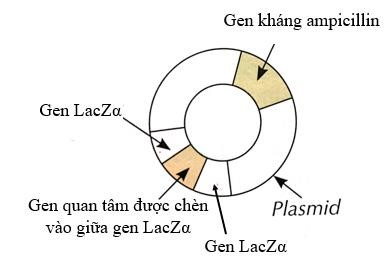 Gen kháng ampicillin
Gen LacZα
Gen quan tâm được chèn
vào giữa gen LacZα
Plasmid
Gen LacZα